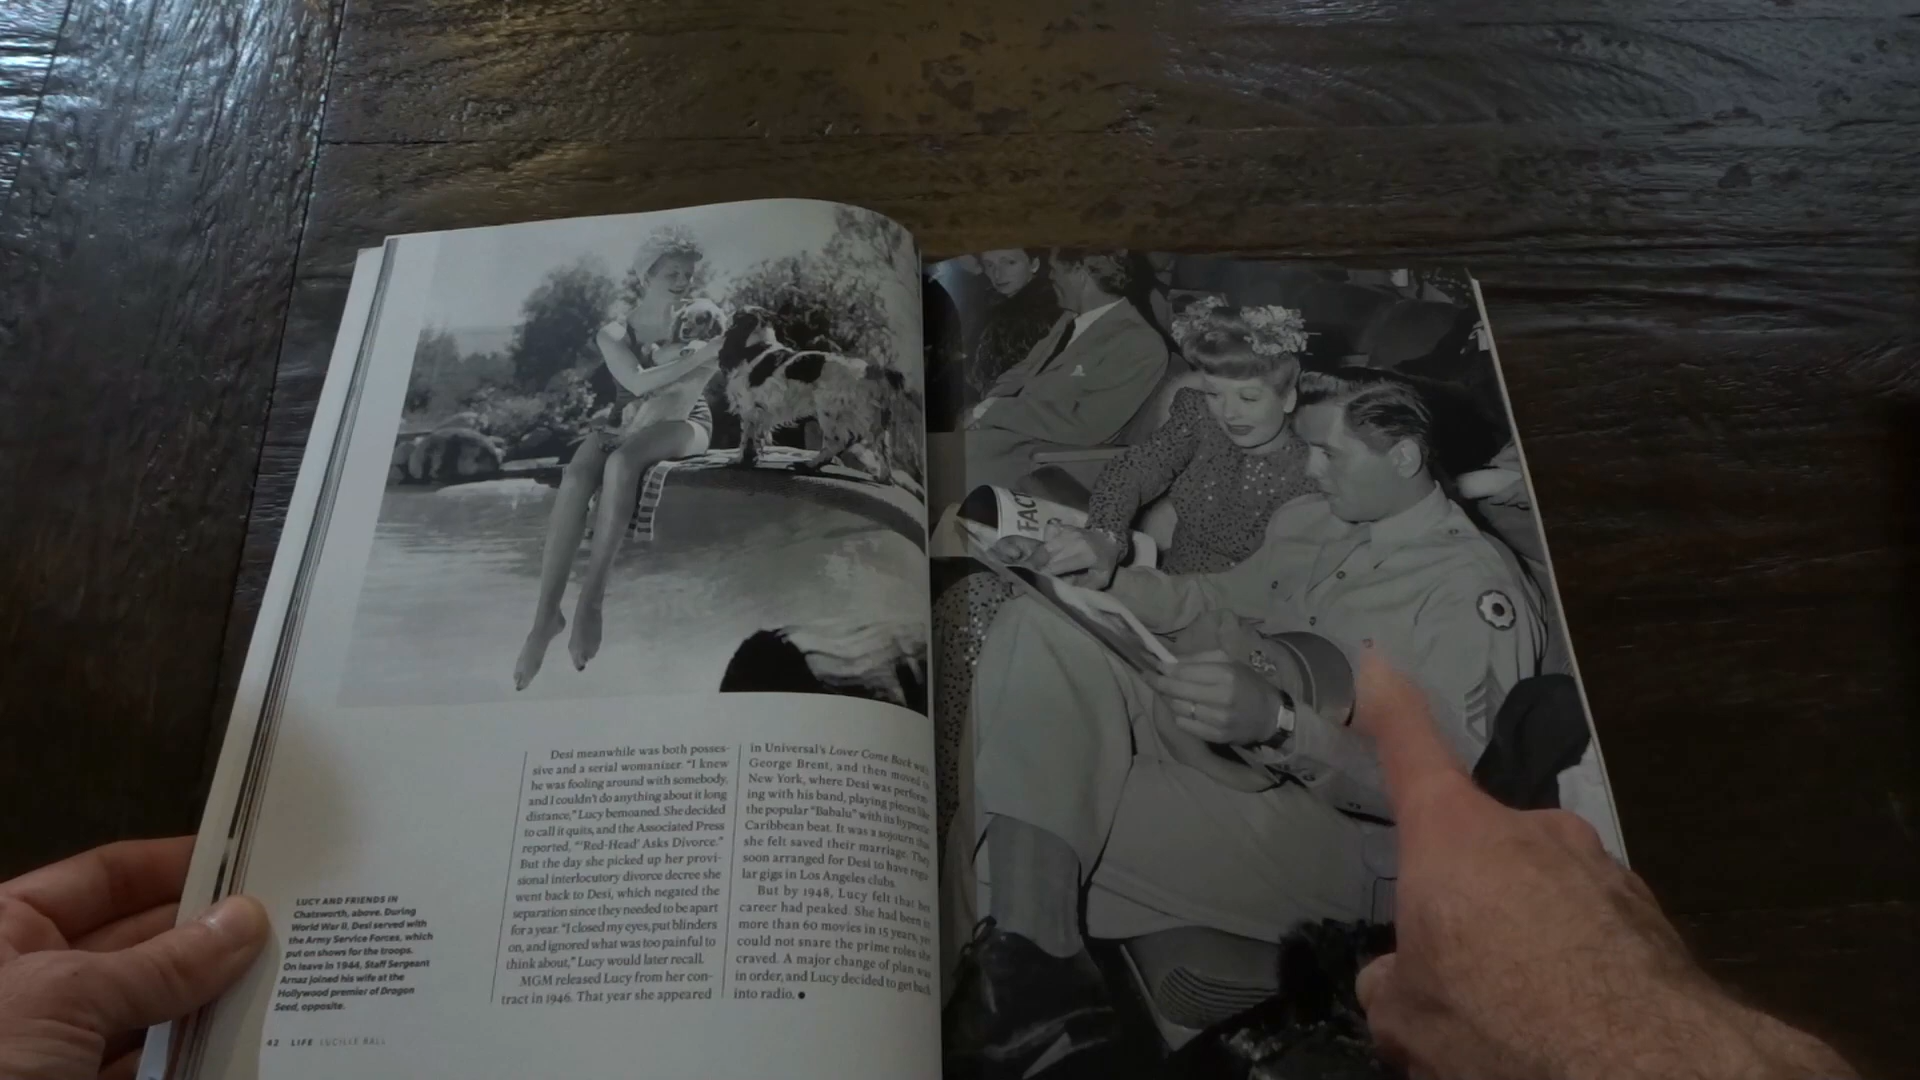 Desi meanwhile was both posses-
sive and a serial womanizer. "I knew
he was fooling around with somebody,
and I couldn't do anything about it long
distance," Lucy bemoaned. She decided
to call it quits, and the Associated Press
reported, "'Red-Head' Asks Divorce."
But the day she picked up her provi-
sional interlocutory divorce decree she
went back to Desi, which negated the
separation since they needed to be apart
for a year. "I closed my eyes, put blinders
on, and ignored what was too painful to
think about," Lucy would later recall.
MGM released Lucy from her con-
tract in 1946. That year she appeared
in Universal's Lover Come Back
George Brent, and then moved
New York, where Desi was perform-
ing with his band, playing pieces like
the popular "Babalu" with its hypnotic
Caribbean beat. It was a sojourn
she felt saved their marriage. They
soon arranged for Desi to have regu-
lar gigs in Los Angeles clubs.
But by 1948, Lucy felt that her
career had peaked. She had been in
more than 60 movies in 15 years, yet
could not snare the prime roles she
craved. A major change of plan was
in order, and Lucy decided to get back
into radio. ●
LUCY AND FRIENDS IN
Chatsworth, above. During
World War II, Desi served with
the Army Service Forces, which
put on shows for the troops.
On leave in 1944, Staff Sergeant
Arnaz joined his wife at the
Hollywood premier of Dragon
Seed, opposite.
42 LIFE LUCILLE BALL
FACT